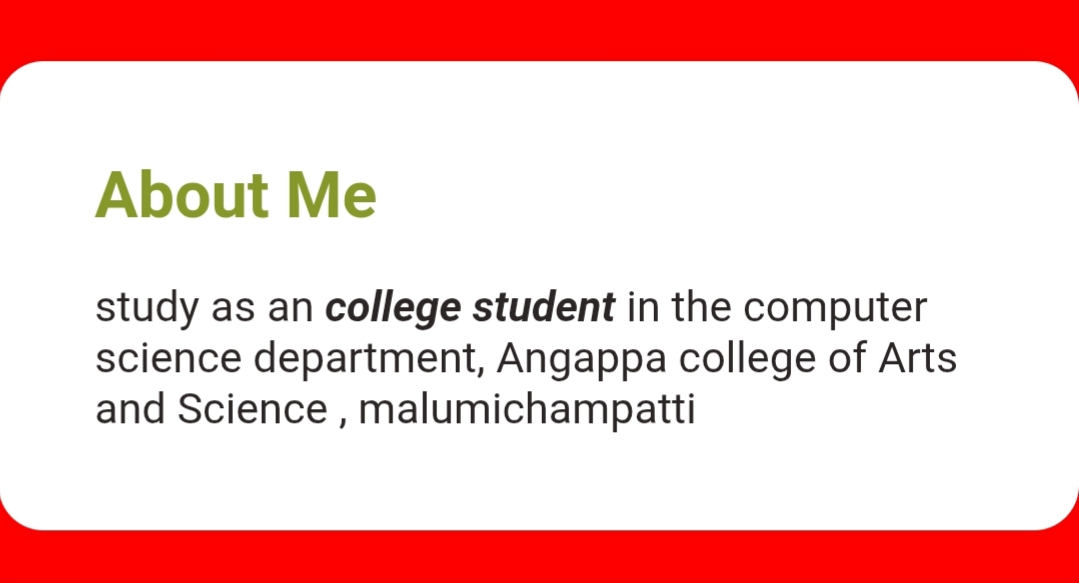 About Me
study as an college student in the computer
science department, Angappa college of Arts
and Science , malumichampatti